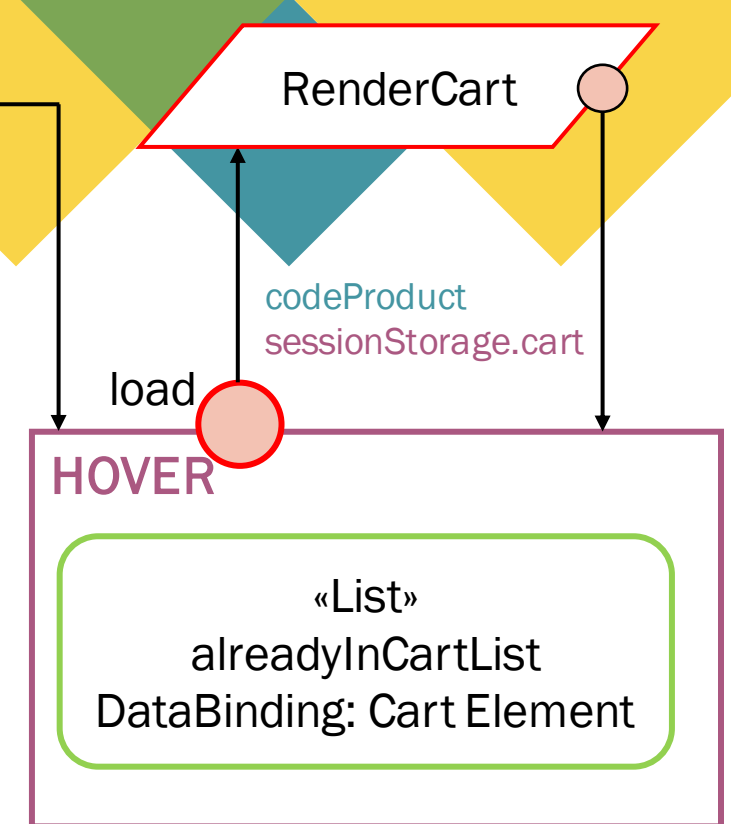 RenderCart
codeProduct
sessionStorage.cart
load
HOVER
«List»
alreadyInCartList
DataBinding: Cart Element